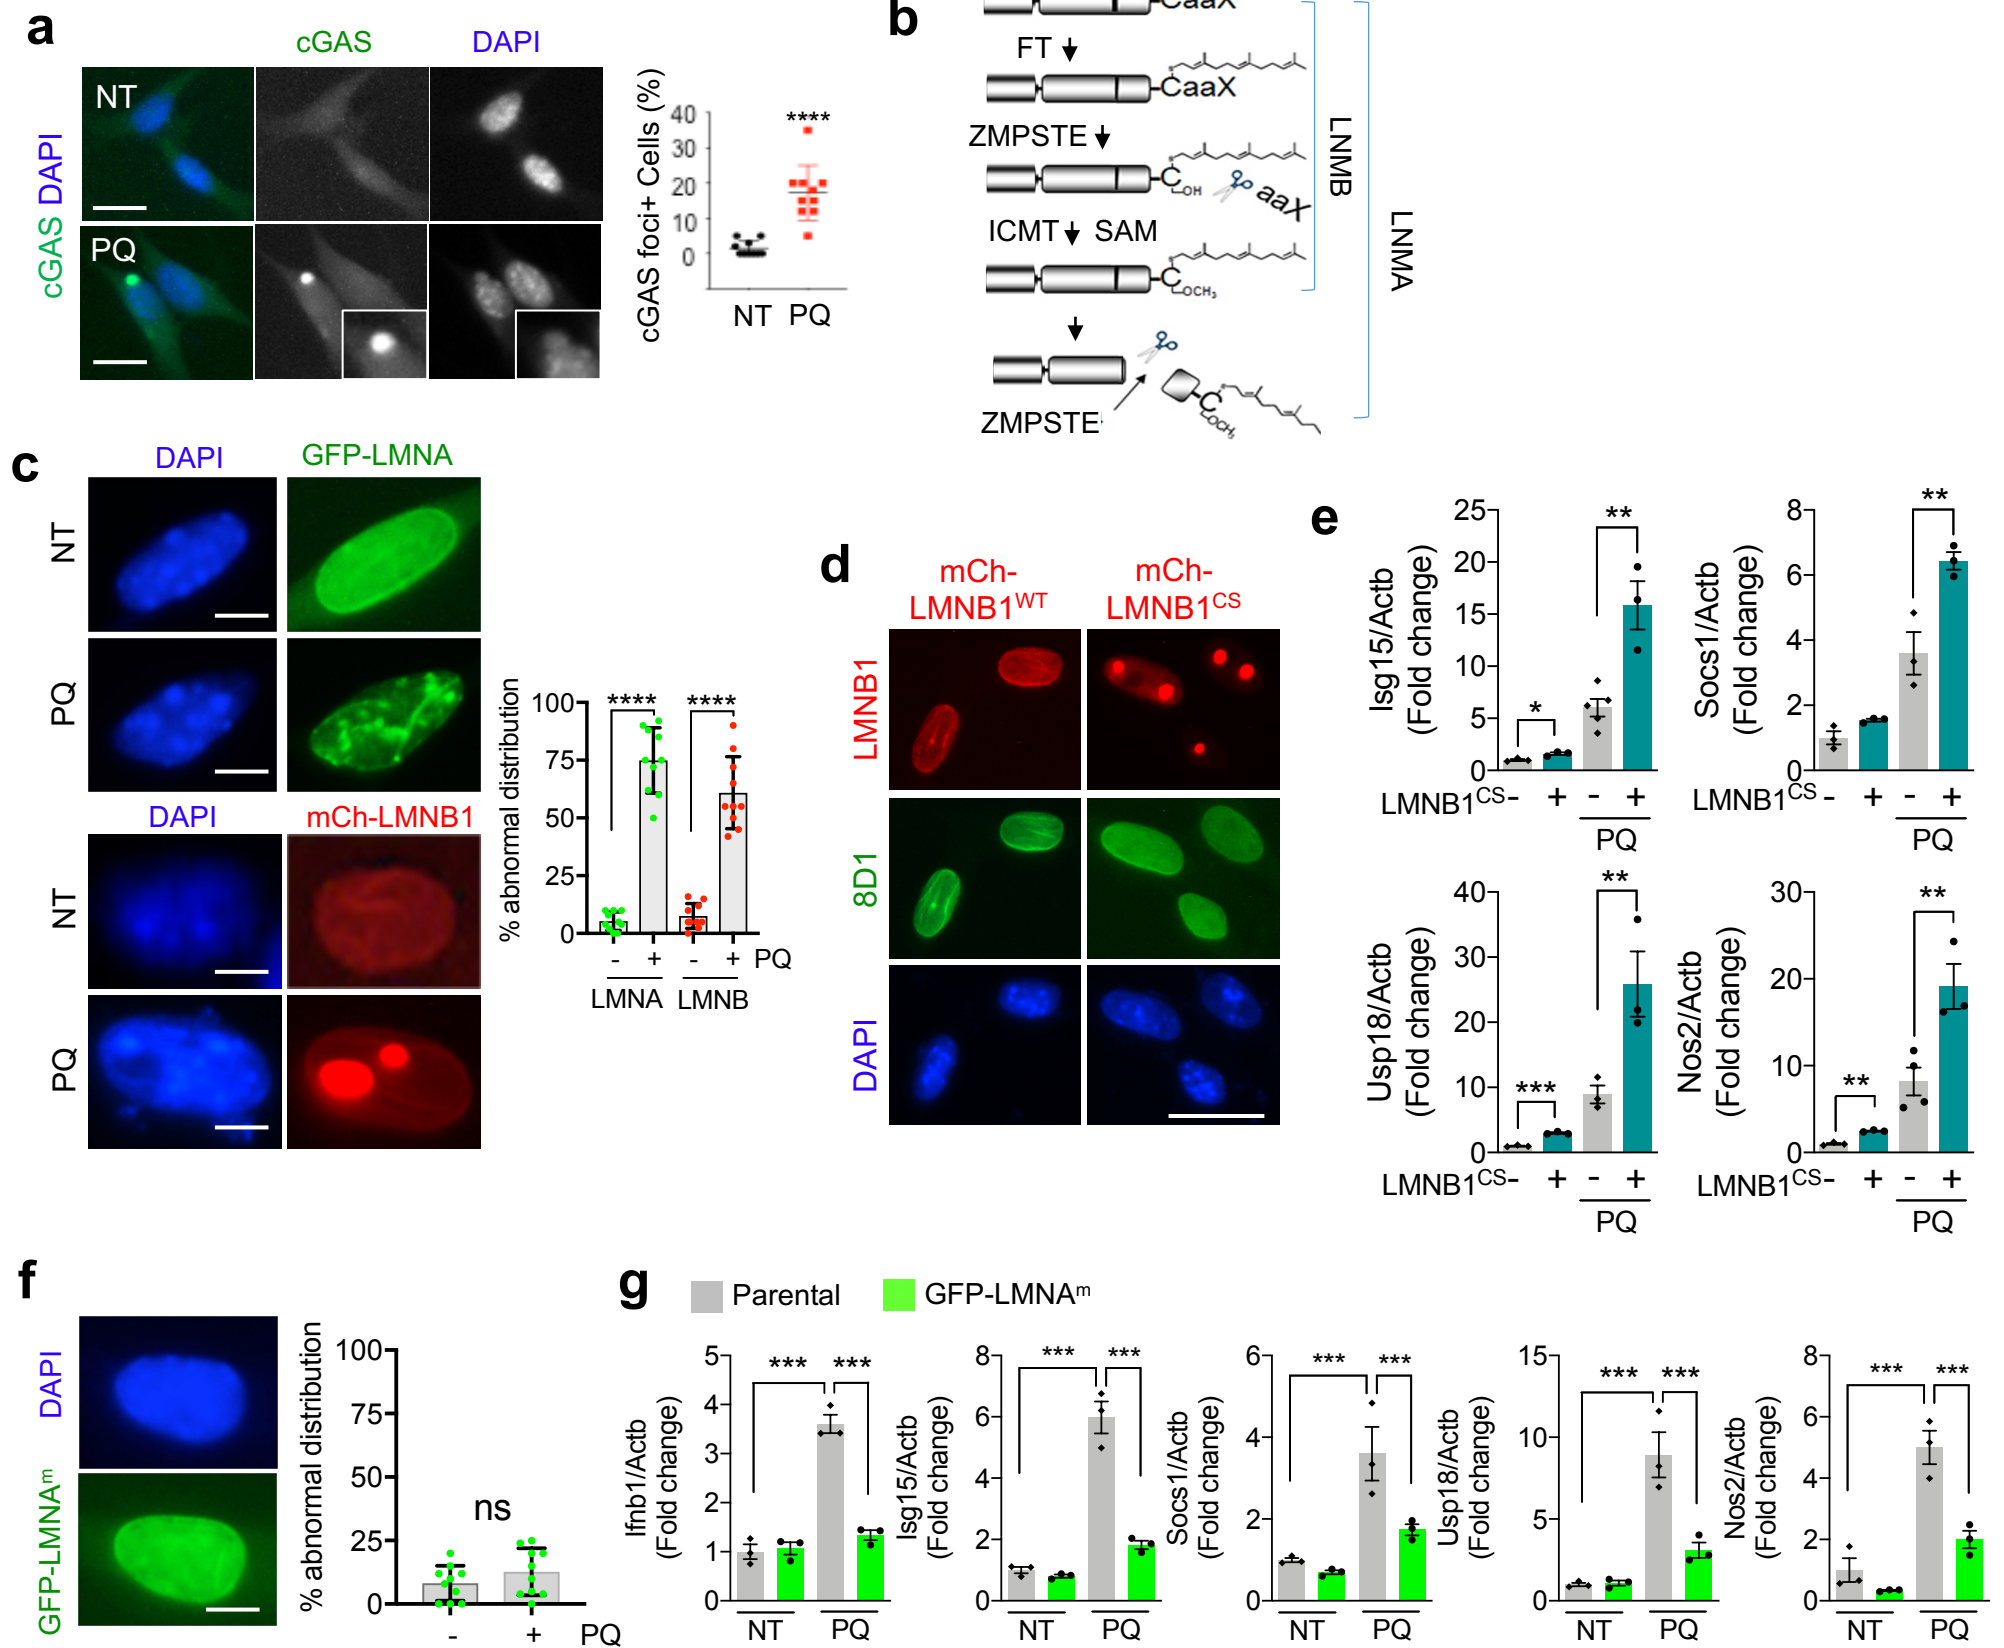 a
cGAS DAPI
cGAS DAPI
NT
PQ
cGAS foci+ Cells (%)
40
30
20
10
0
****
NT PQ
b
CaaX
FT
S
CaaX
ZMPSTE
S
C
OH
aaX
ICMT SAM
S
C
OCH3
ZMPSTE
S
C
OCH3
LNMB
LNMA
c
DAPI GFP-LMNA
NT
PQ
DAPI mCh-LMNB1
NT
PQ
% abnormal distribution
100
75
50
25
0
**** ****
- + - + PQ
LMNA LMNB
d
mCh-LMNB1WT
mCh-LMNB1CS
LMNB1
8D1
DAPI
e
Isg15/Actb
(Fold change)
25
20
15
10
5
0
* **
LMNB1CS - + - +
PQ
Socs1/Actb
(Fold change)
8
6
4
2
0
**
LMNB1CS - + - +
PQ
Usp18/Actb
(Fold change)
40
30
20
10
0
*** **
LMNB1CS - + - +
PQ
Nos2/Actb
(Fold change)
30
20
10
0
** **
LMNB1CS - + - +
PQ
f
DAPI
GFP-LMNAm
% abnormal distribution
100
75
50
25
0
ns
- + PQ
g
Parental GFP-LMNAm
Ifnb1/Actb
(Fold change)
5
4
3
2
1
0
*** ***
NT PQ
Isg15/Actb
(Fold change)
8
6
4
2
0
*** ***
NT PQ
Socs1/Actb
(Fold change)
6
4
2
0
*** ***
NT PQ
Usp18/Actb
(Fold change)
15
10
5
0
*** ***
NT PQ
Nos2/Actb
(Fold change)
8
6
4
2
0
*** ***
NT PQ